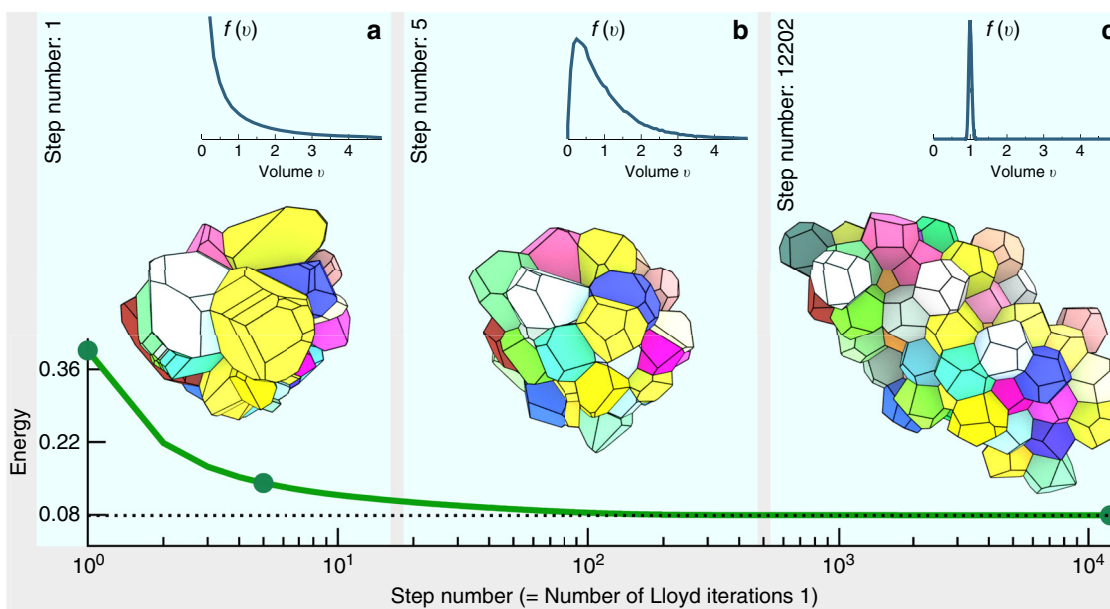 Step number: 1
f (υ)
a
0 1 2 3 4
Volume υ
Step number: 5
f (υ)
b
0 1 2 3 4
Volume υ
Step number: 12202
f (υ)
c
0 1 2 3 4
Volume υ
Energy
0.36
0.22
0.08
10⁰ 10¹ 10² 10³ 10⁴
Step number (= Number of Lloyd iterations 1)